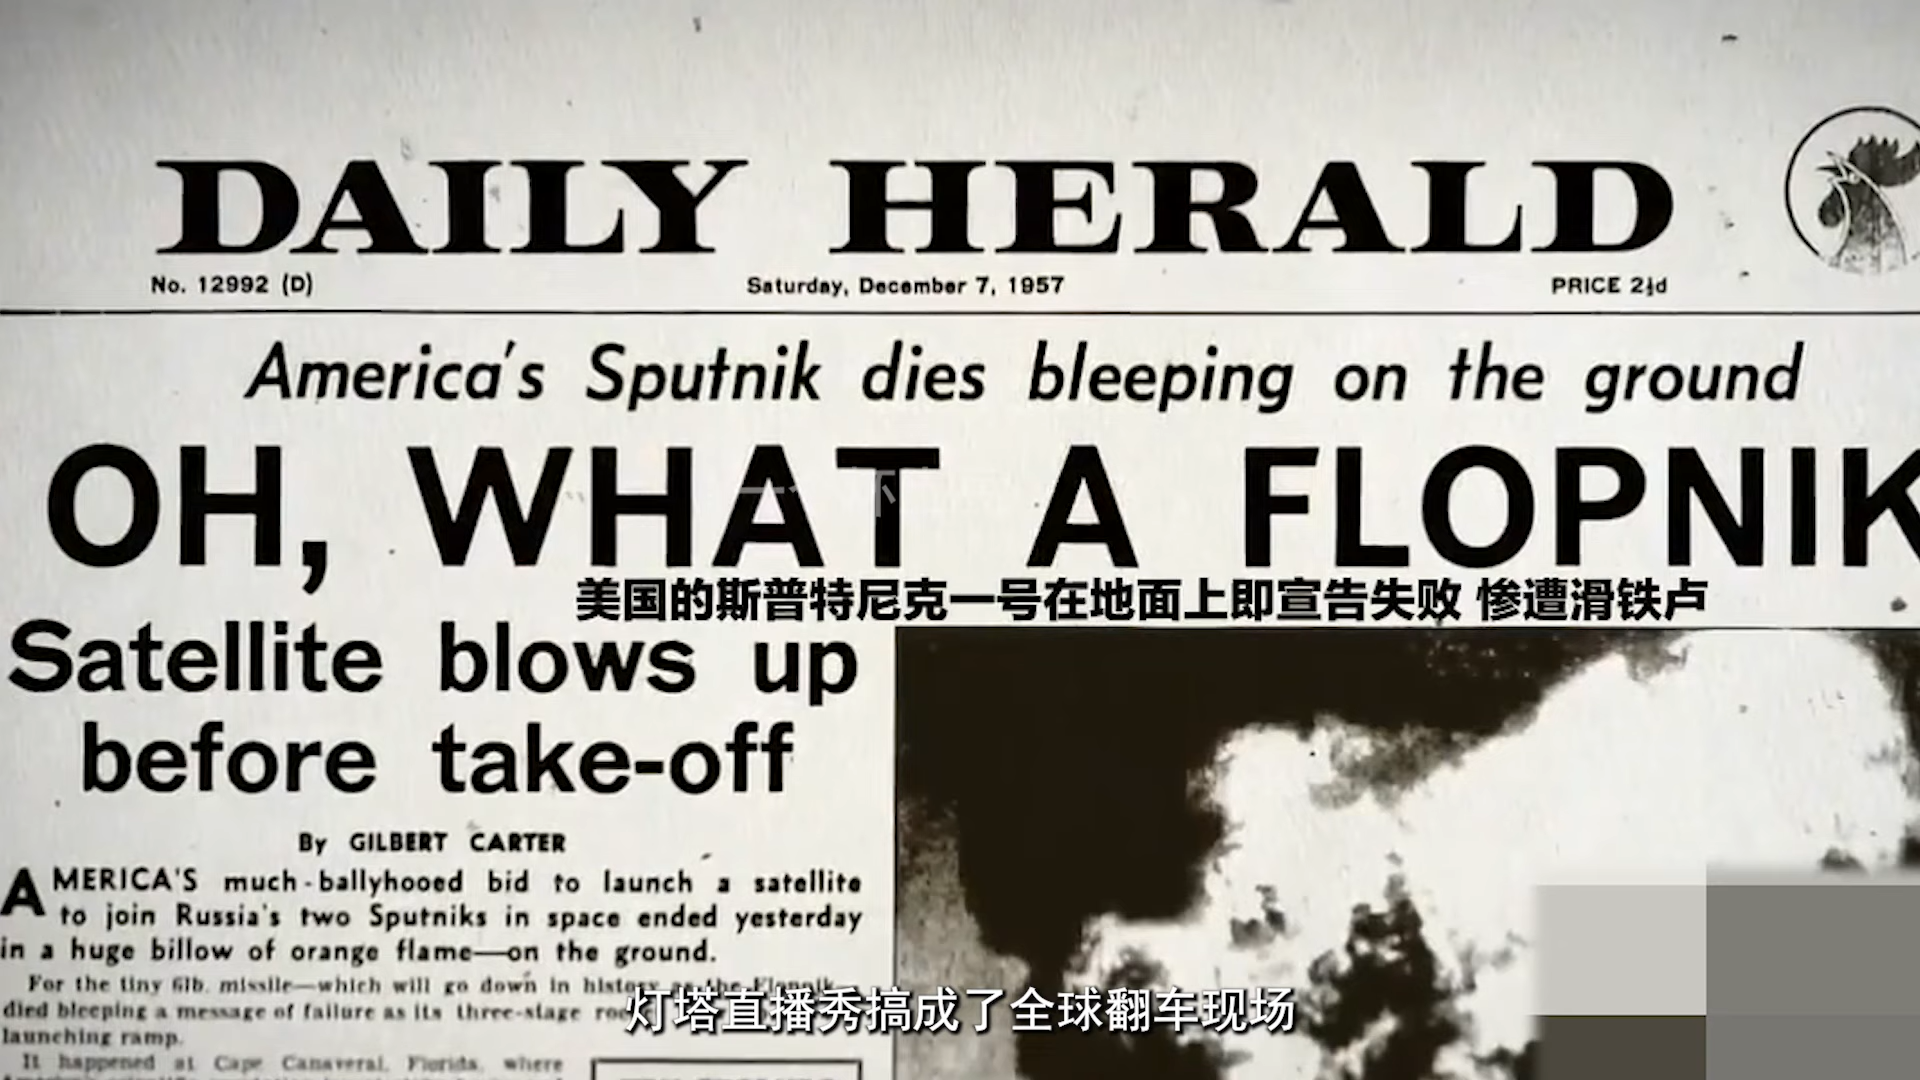 DAILY HERALD
No. 12992 (D) Saturday, December 7, 1957 PRICE 2½d
America's Sputnik dies bleeping on the ground
OH, WHAT A FLOPNIK
美国的斯普特尼克一号在地面上即宣告失败 惨遭滑铁卢
Satellite blows up
before take-off
By GILBERT CARTER
AMERICA'S much-ballyhooed bid to launch a satellite
to join Russia's two Sputniks in space ended yesterday
in a huge billow of orange flame—on the ground.
For the tiny 6lb. missile—which will go down in history as the Flopnik—
died bleeping a message of failure as its three-stage
launching ramp.
It happened at Cape Canaveral, Florida, where
灯塔直播秀搞成了全球翻车现场